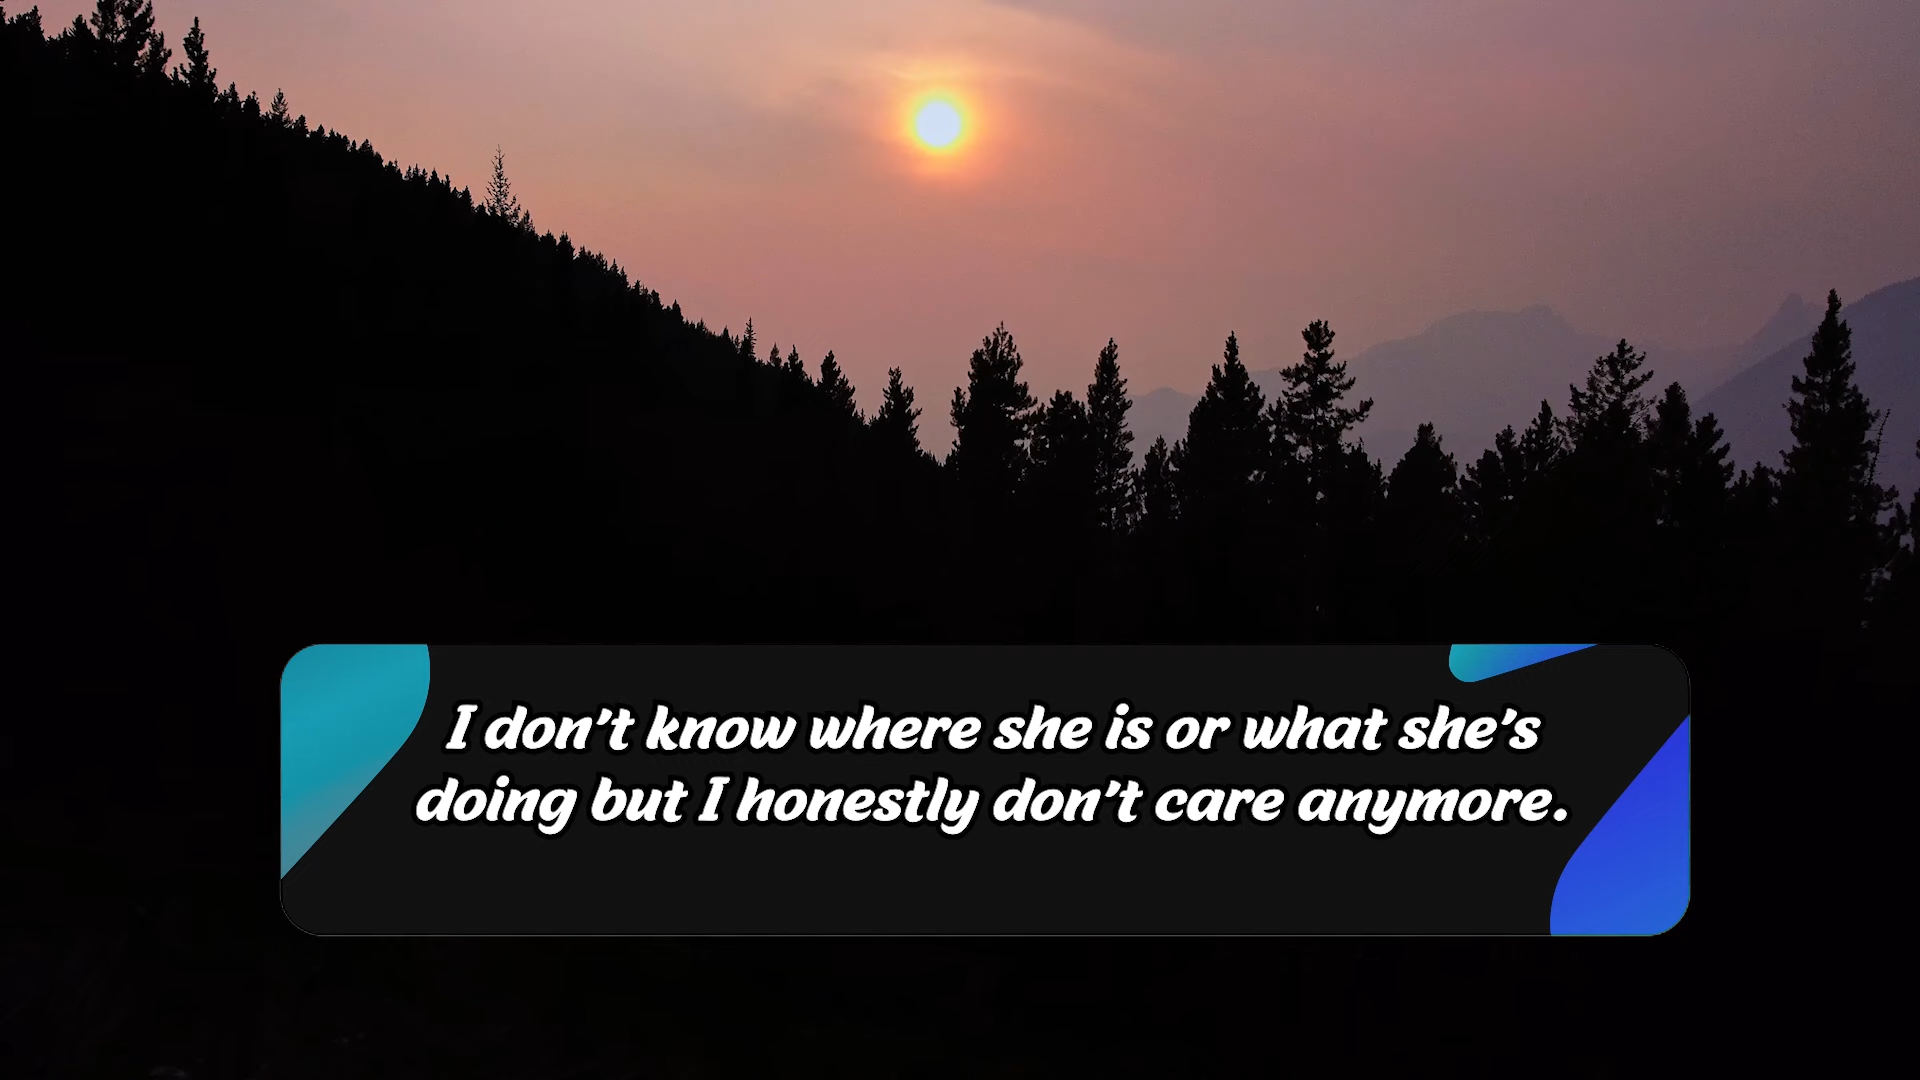 I don't know where she is or what she's
doing but I honestly don't care anymore.